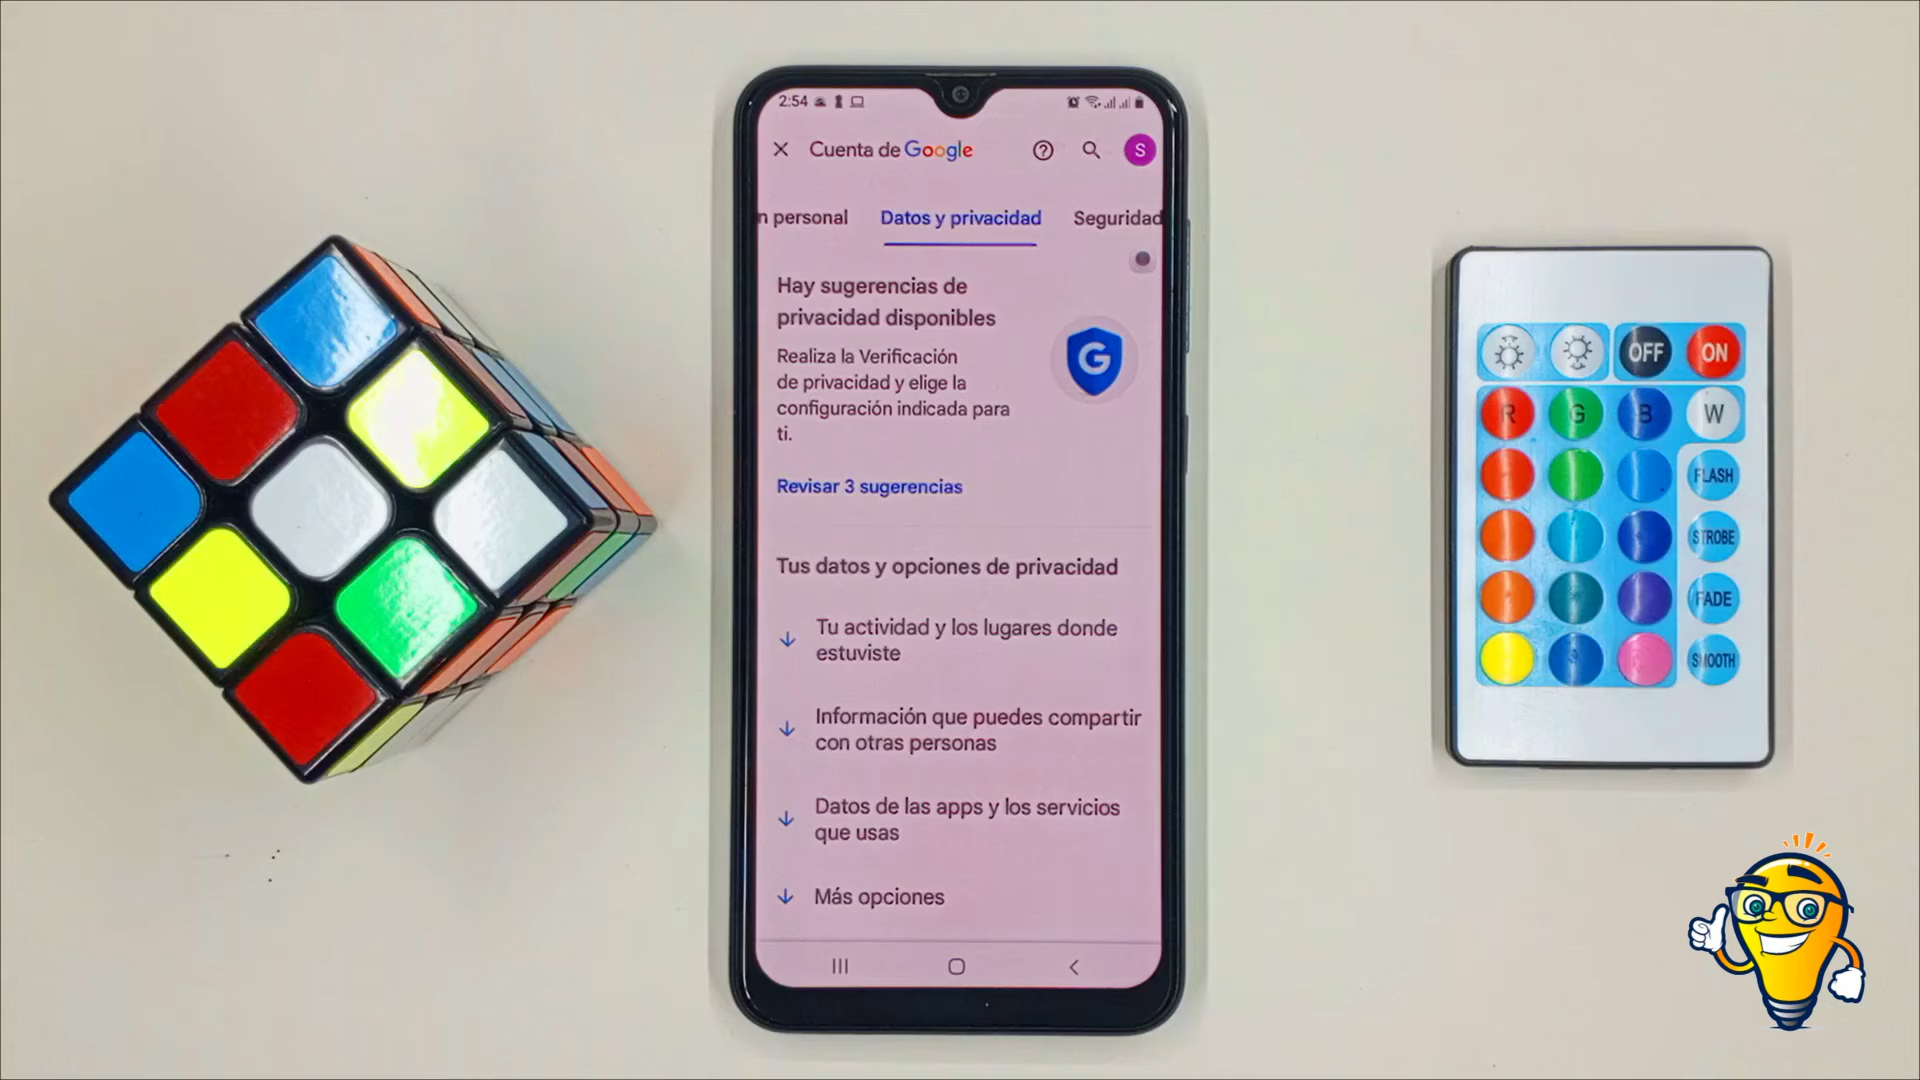 2:54
Cuenta de Google
S
n personal
Datos y privacidad
Seguridad
Hay sugerencias de
privacidad disponibles
Realiza la Verificación
de privacidad y elige la
configuración indicada para
ti.
G
Revisar 3 sugerencias
Tus datos y opciones de privacidad
Tu actividad y los lugares donde
estuviste
Información que puedes compartir
con otras personas
Datos de las apps y los servicios
que usas
Más opciones
OFF
ON
R
G
B
W
FLASH
STROBE
FADE
SMOOTH